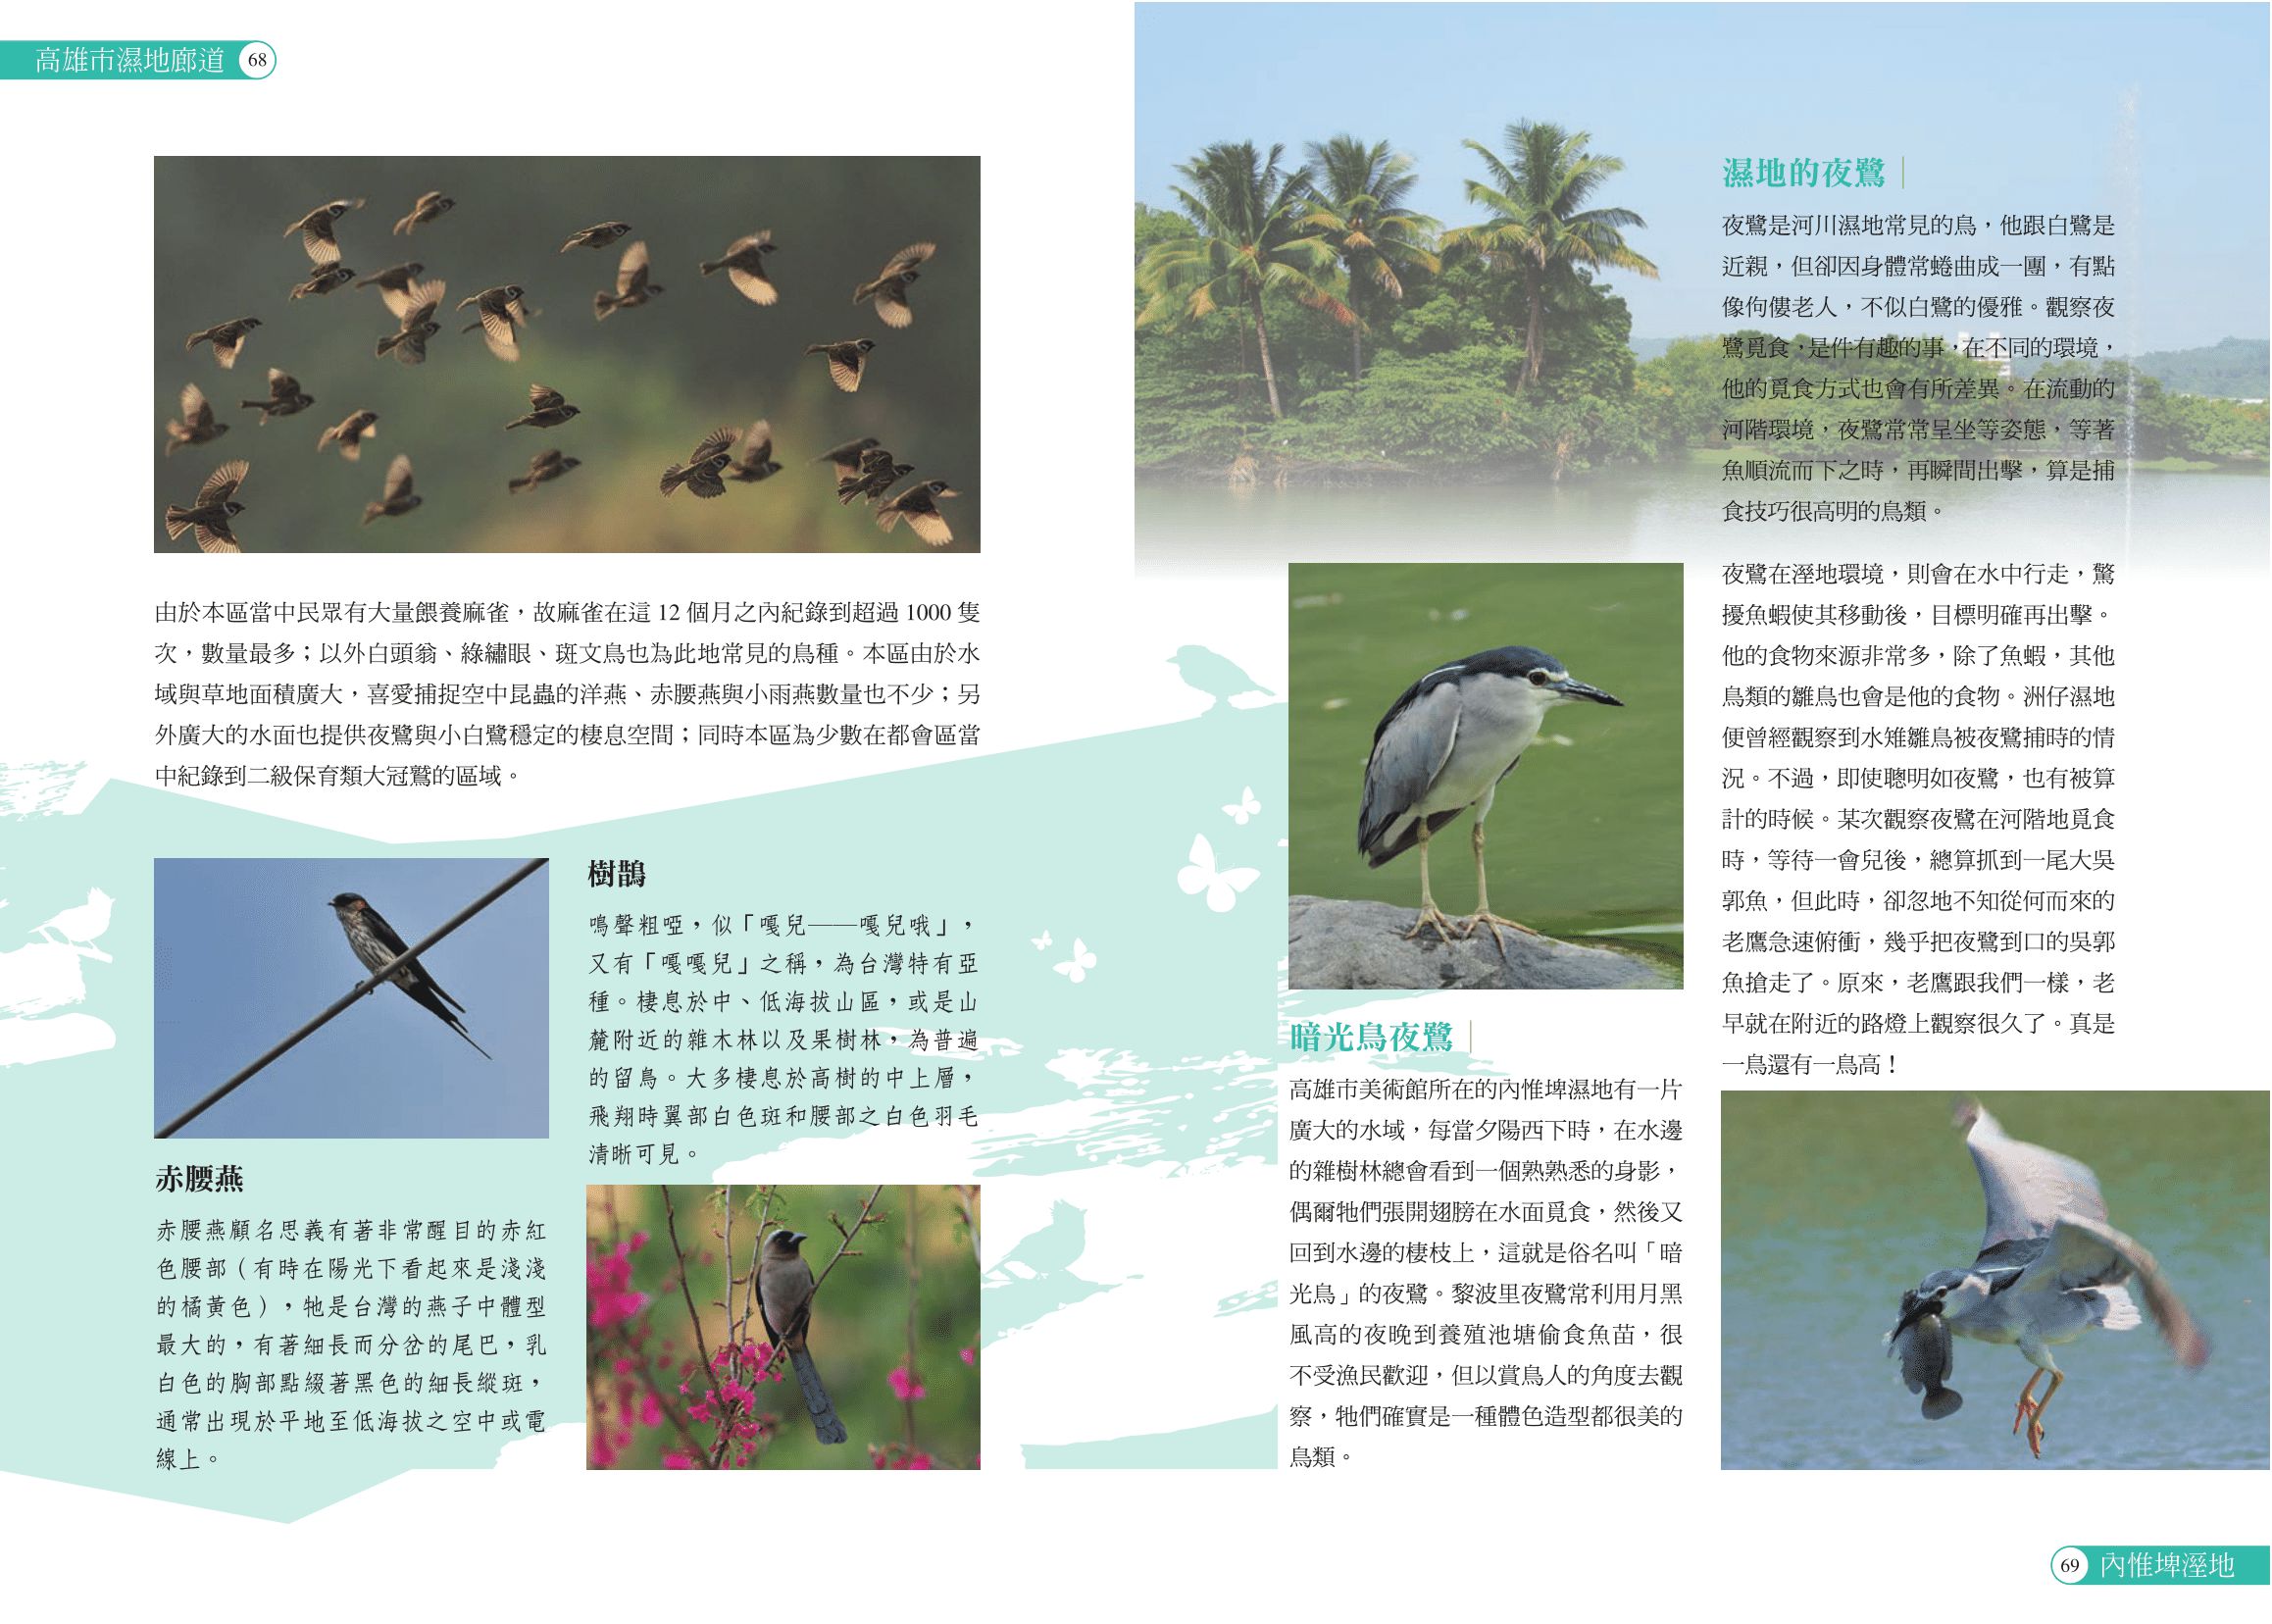 高雄市濕地廊道 68
由於本區當中民眾有大量餵養麻雀，故麻雀在這 12 個月之內紀錄到超過 1000 隻
次，數量最多；以外白頭翁、綠繡眼、斑文鳥也為此地常見的鳥種。本區由於水
域與草地面積廣大，喜愛捕捉空中昆蟲的洋燕、赤腰燕與小雨燕數量也不少；另
外廣大的水面也提供夜鷺與小白鷺穩定的棲息空間；同時本區為少數在都會區當
中紀錄到二級保育類大冠鷲的區域。
赤腰燕
赤腰燕顧名思義有著非常醒目的赤紅
色腰部（有時在陽光下看起來是淺淺
的橘黃色），牠是台灣的燕子中體型
最大的，有著細長而分岔的尾巴，乳
白色的胸部點綴著黑色的細長縱斑，
通常出現於平地至低海拔之空中或電
線上。
樹鵲
鳴聲粗啞，似「嘎兒——嘎兒哦」，
又有「嘎嘎兒」之稱，為台灣特有亞
種。棲息於中、低海拔山區，或是山
麓附近的雜木林以及果樹林，為普遍
的留鳥。大多棲息於高樹的中上層，
飛翔時翼部白色斑和腰部之白色羽毛
清晰可見。
暗光鳥夜鷺
高雄市美術館所在的內惟埤濕地有一片
廣大的水域，每當夕陽西下時，在水邊
的雜樹林總會看到一個熟熟悉的身影，
偶爾牠們張開翅膀在水面覓食，然後又
回到水邊的棲枝上，這就是俗名叫「暗
光鳥」的夜鷺。黎波里夜鷺常利用月黑
風高的夜晚到養殖池塘偷食魚苗，很
不受漁民歡迎，但以賞鳥人的角度去觀
察，牠們確實是一種體色造型都很美的
鳥類。
濕地的夜鷺
夜鷺是河川濕地常見的鳥，他跟白鷺是
近親，但卻因身體常蜷曲成一團，有點
像佝僂老人，不似白鷺的優雅。觀察夜
鷺覓食，是件有趣的事，在不同的環境，
他的覓食方式也會有所差異。在流動的
河階環境，夜鷺常常呈坐等姿態，等著
魚順流而下之時，再瞬間出擊，算是捕
食技巧很高明的鳥類。
夜鷺在溼地環境，則會在水中行走，驚
擾魚蝦使其移動後，目標明確再出擊。
他的食物來源非常多，除了魚蝦，其他
鳥類的雛鳥也會是他的食物。洲仔濕地
便曾經觀察到水雉雛鳥被夜鷺捕時的情
況。不過，即使聰明如夜鷺，也有被算
計的時候。某次觀察夜鷺在河階地覓食
時，等待一會兒後，總算抓到一尾大吳
郭魚，但此時，卻忽地不知從何而來的
老鷹急速俯衝，幾乎把夜鷺到口的吳郭
魚搶走了。原來，老鷹跟我們一樣，老
早就在附近的路燈上觀察很久了。真是
一鳥還有一鳥高！
69 內惟埤溼地